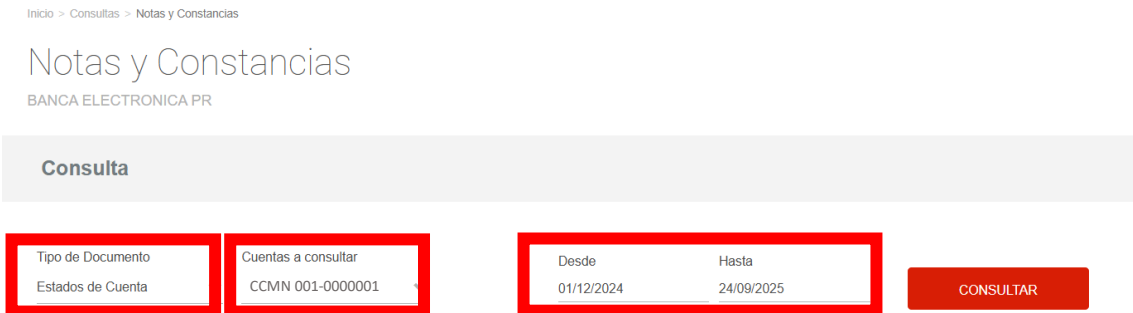 Inicio > Consultas > Notas y Constancias
Notas y Constancias
BANCA ELECTRONICA PR
Consulta
Tipo de Documento
Estados de Cuenta
Cuentas a consultar
CCMN 001-0000001
Desde
01/12/2024
Hasta
24/09/2025
CONSULTAR